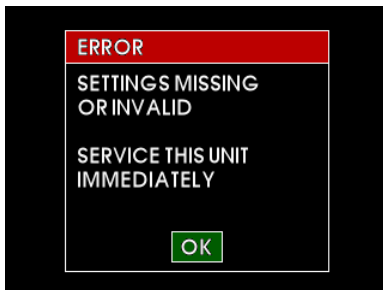 ERROR
SETTINGS MISSING
OR INVALID
SERVICE THIS UNIT
IMMEDIATELY
OK